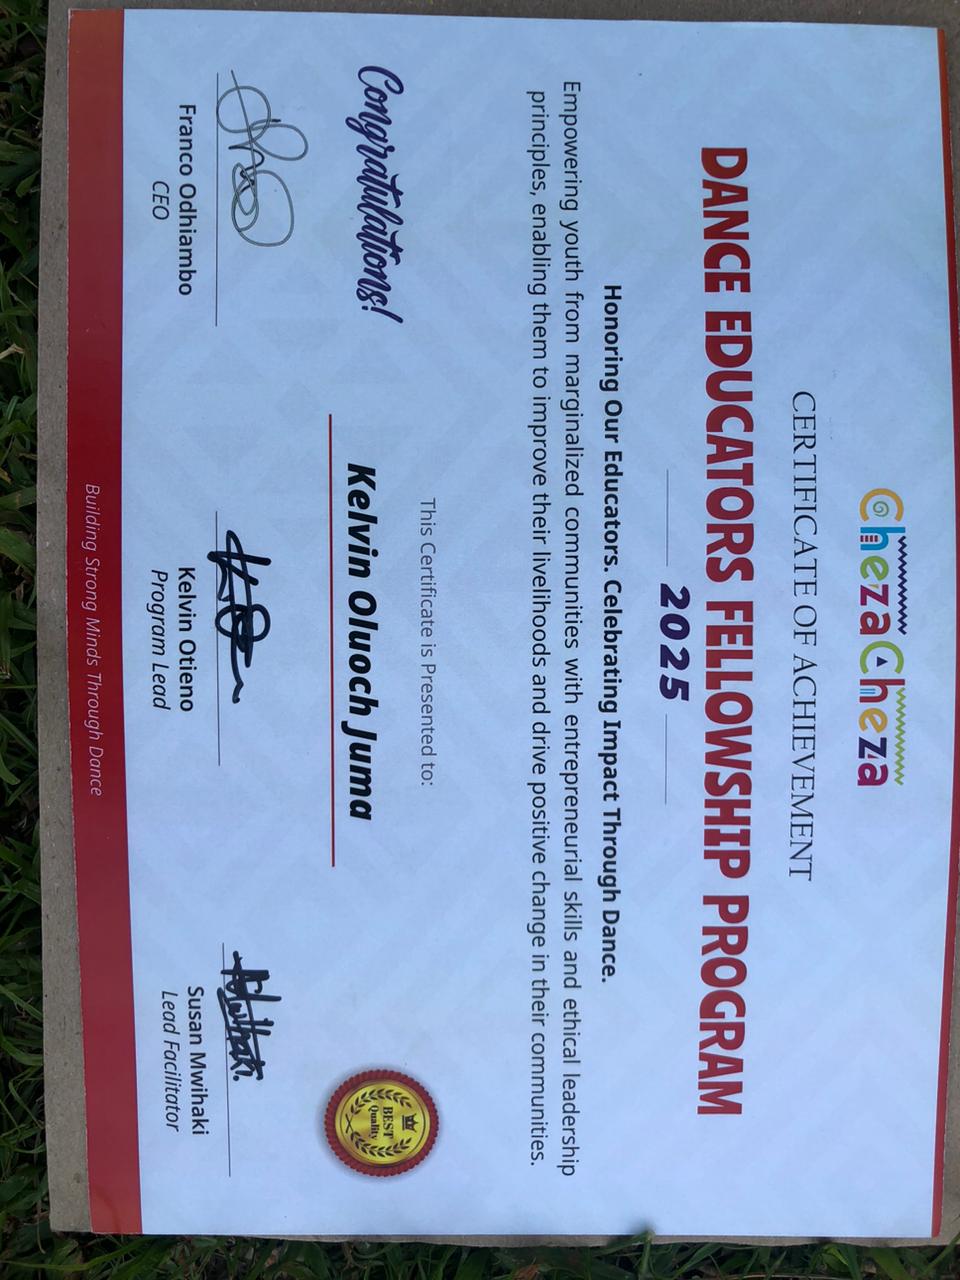 ChezaCheza
CERTIFICATE OF ACHIEVEMENT
DANCE EDUCATORS FELLOWSHIP PROGRAM
2025
Honoring Our Educators. Celebrating Impact Through Dance.
Empowering youth from marginalized communities with entrepreneurial skills and ethical leadership
principles, enabling them to improve their livelihoods and drive positive change in their communities.
Congratulations!
This Certificate is Presented to:
Kelvin Oluoch Juma
BEST
Quality
Franco Odhiambo
CEO
Kelvin Otieno
Program Lead
Susan Mwihaki
Lead Facilitator
Building Strong Minds Through Dance